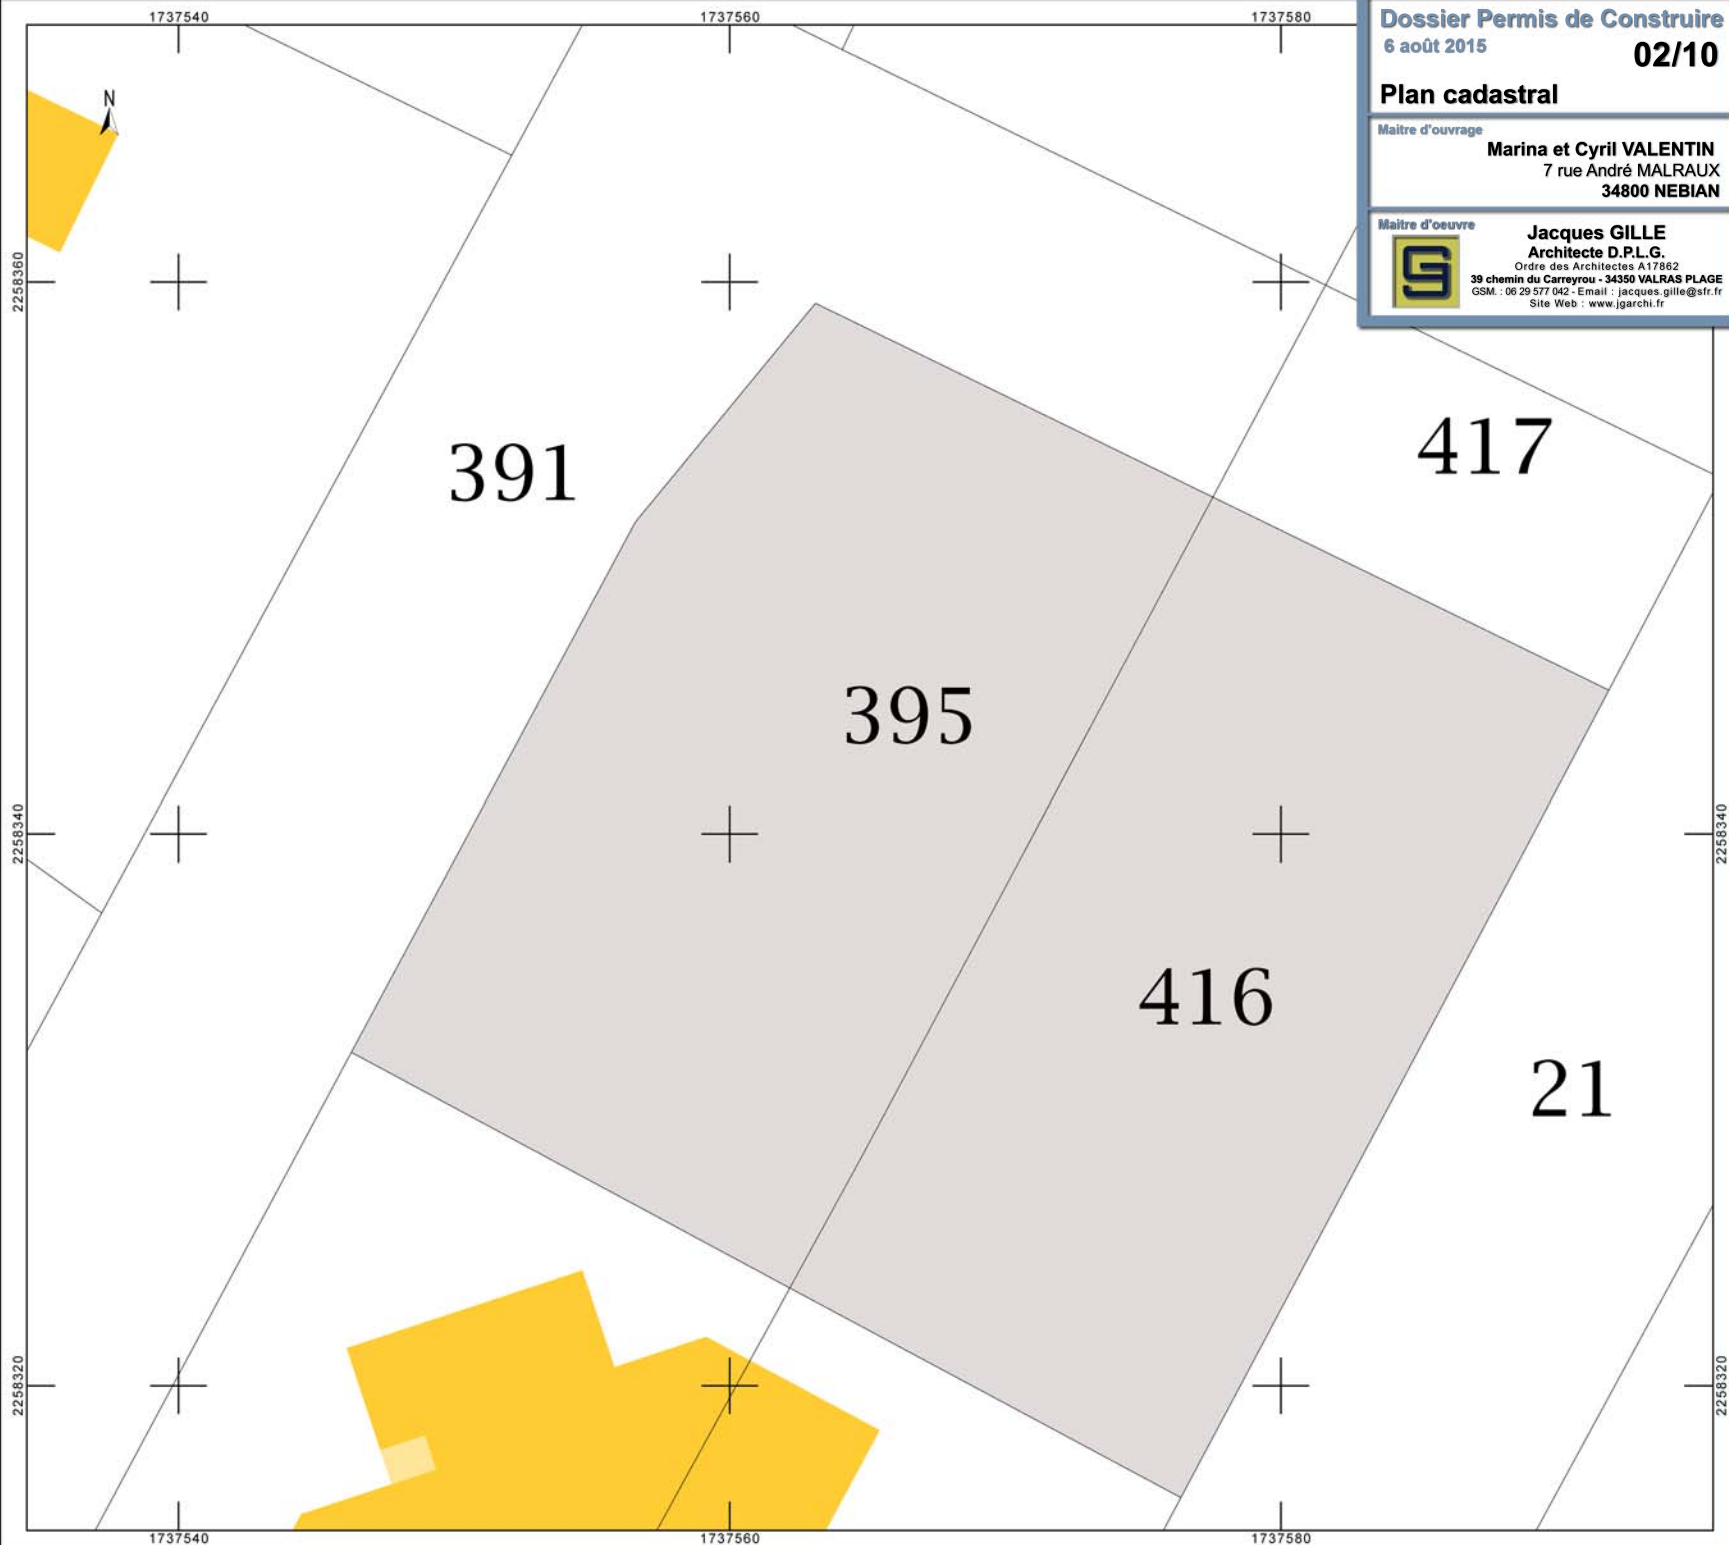 1737540
1737560
1737580
Dossier Permis de Construire
6 août 2015
02/10
Plan cadastral
Maitre d'ouvrage
Marina et Cyril VALENTIN
7 rue André MALRAUX
34800 NEBIAN
Maitre d'oeuvre
Jacques GILLE
Architecte D.P.L.G.
Ordre des Architectes A17862
39 chemin du Carreyrou - 34350 VALRAS PLAGE
GSM. : 06 29 577 042 - Email : jacques.gille@sfr.fr
Site Web : www.jgarchi.fr
N
2258360
391
417
395
2258340
2258340
416
21
2258320
2258320
1737540
1737560
1737580